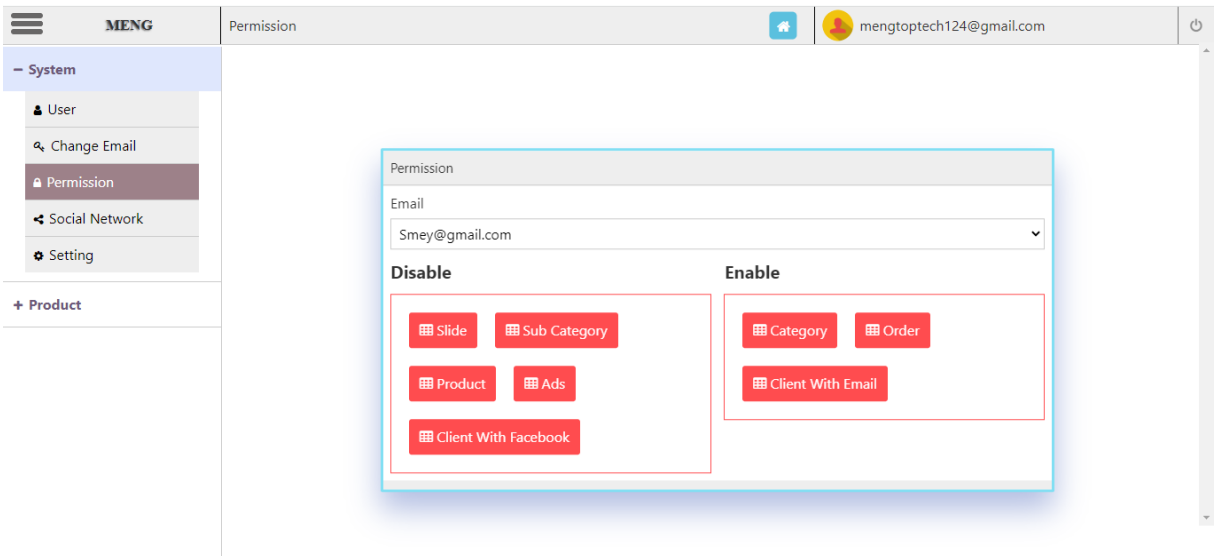 MENG
Permission
mengtoptech124@gmail.com
− System
User
Change Email
Permission
Social Network
Setting
+ Product
Permission
Email
Smey@gmail.com
Disable
Slide
Sub Category
Product
Ads
Client With Facebook
Enable
Category
Order
Client With Email